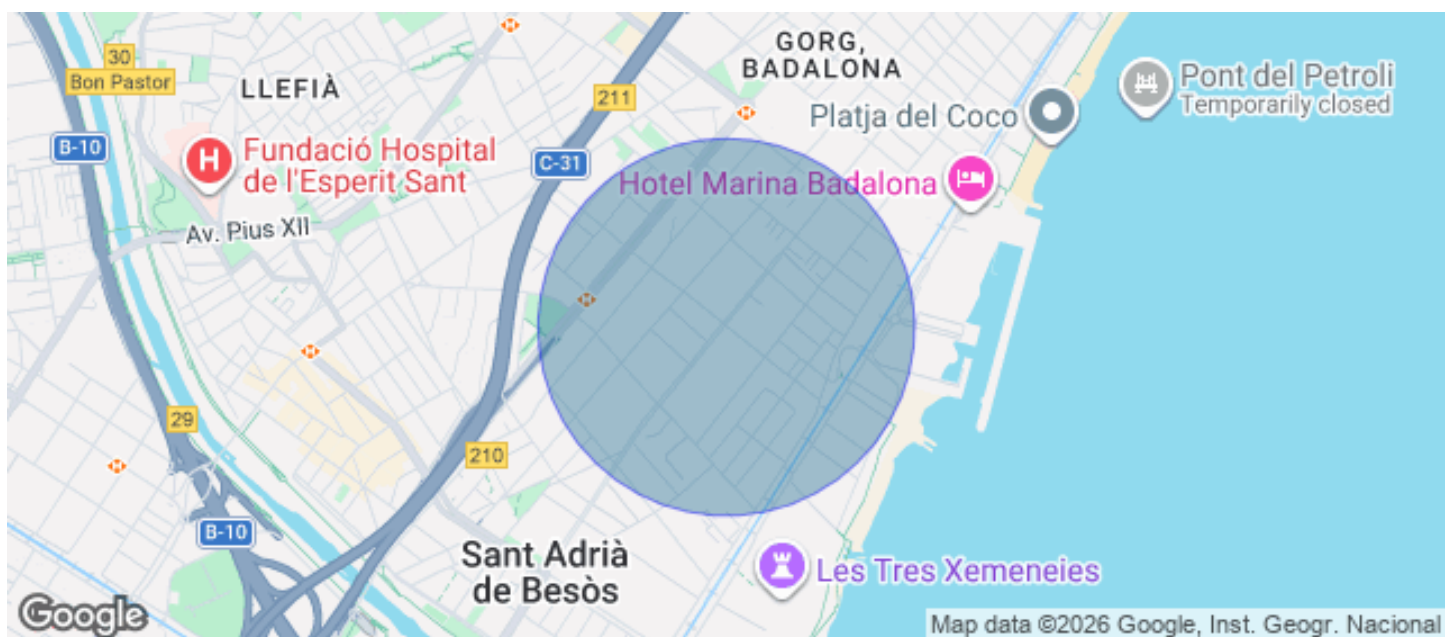 GORG,
BADALONA
30
Bon Pastor
LLEFIÀ
Pont del Petroli
Temporarily closed
211
Platja del Coco
B-10
Fundació Hospital
de l'Esperit Sant
C-31
Hotel Marina Badalona
Av. Pius XII
29
210
B-10
Sant Adrià
de Besòs
Les Tres Xemeneies
Google
Map data ©2026 Google, Inst. Geogr. Nacional